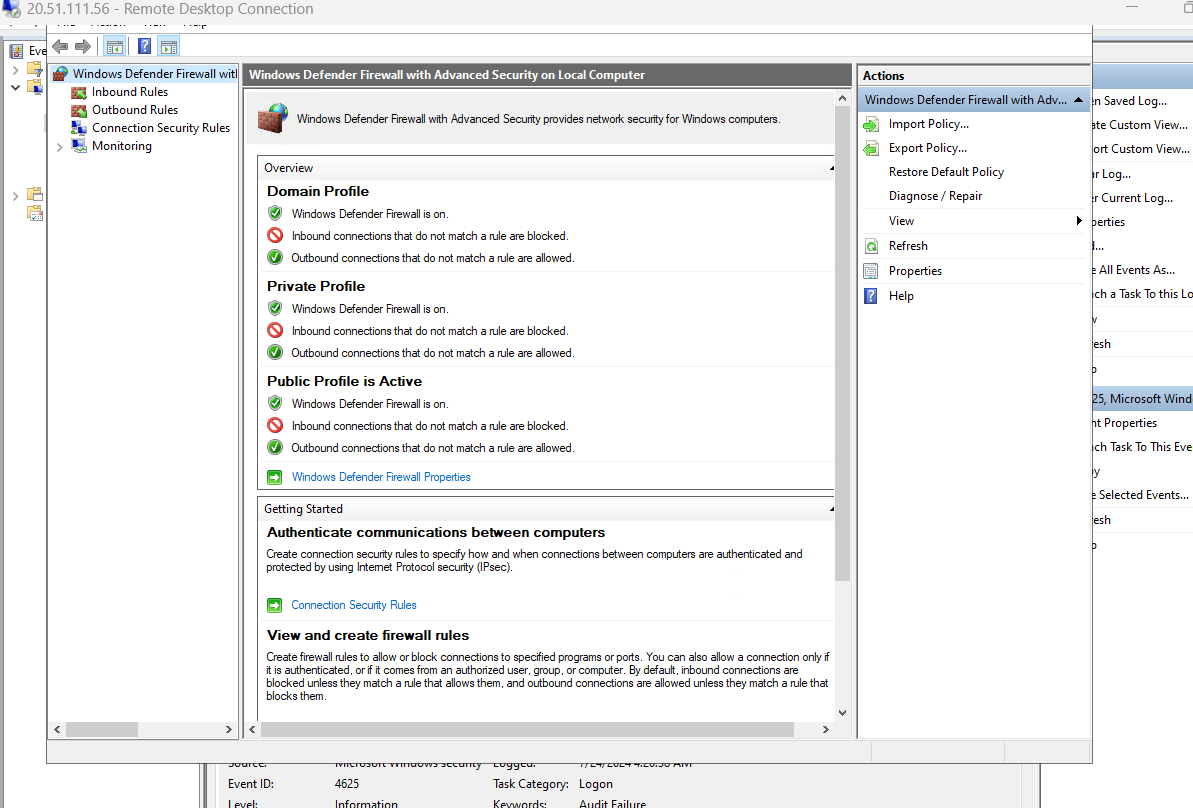 20.51.111.56 - Remote Desktop Connection
Help
Eve
Windows Defender Firewall witl
Inbound Rules
Outbound Rules
Connection Security Rules
Monitoring
Windows Defender Firewall with Advanced Security on Local Computer
Windows Defender Firewall with Advanced Security provides network security for Windows computers.
Overview
Domain Profile
Windows Defender Firewall is on.
Inbound connections that do not match a rule are blocked.
Outbound connections that do not match a rule are allowed.
Private Profile
Windows Defender Firewall is on.
Inbound connections that do not match a rule are blocked.
Outbound connections that do not match a rule are allowed.
Public Profile is Active
Windows Defender Firewall is on.
Inbound connections that do not match a rule are blocked.
Outbound connections that do not match a rule are allowed.
Windows Defender Firewall Properties
Getting Started
Authenticate communications between computers
Create connection security rules to specify how and when connections between computers are authenticated and
protected by using Internet Protocol security (IPsec).
Connection Security Rules
View and create firewall rules
Create firewall rules to allow or block connections to specified programs or ports. You can also allow a connection only if
it is authenticated, or if it comes from an authorized user, group, or computer. By default, inbound connections are
blocked unless they match a rule that allows them, and outbound connections are allowed unless they match a rule that
blocks them.
Actions
Windows Defender Firewall with Adv...
Import Policy...
Export Policy...
Restore Default Policy
Diagnose / Repair
View
Refresh
Properties
Help
en Saved Log...
ate Custom View...
ort Custom View...
ar Log...
er Current Log...
perties
d...
e All Events As...
ach a Task To this Lo
w
resh
p
25, Microsoft Wind
nt Properties
ach Task To This Eve
py
e Selected Events...
resh
p
Source: Microsoft Windows security Logged: 7/24/2024 4:20:36 AM
Event ID: 4625 Task Category: Logon
Level: Information Keywords: Audit Failure